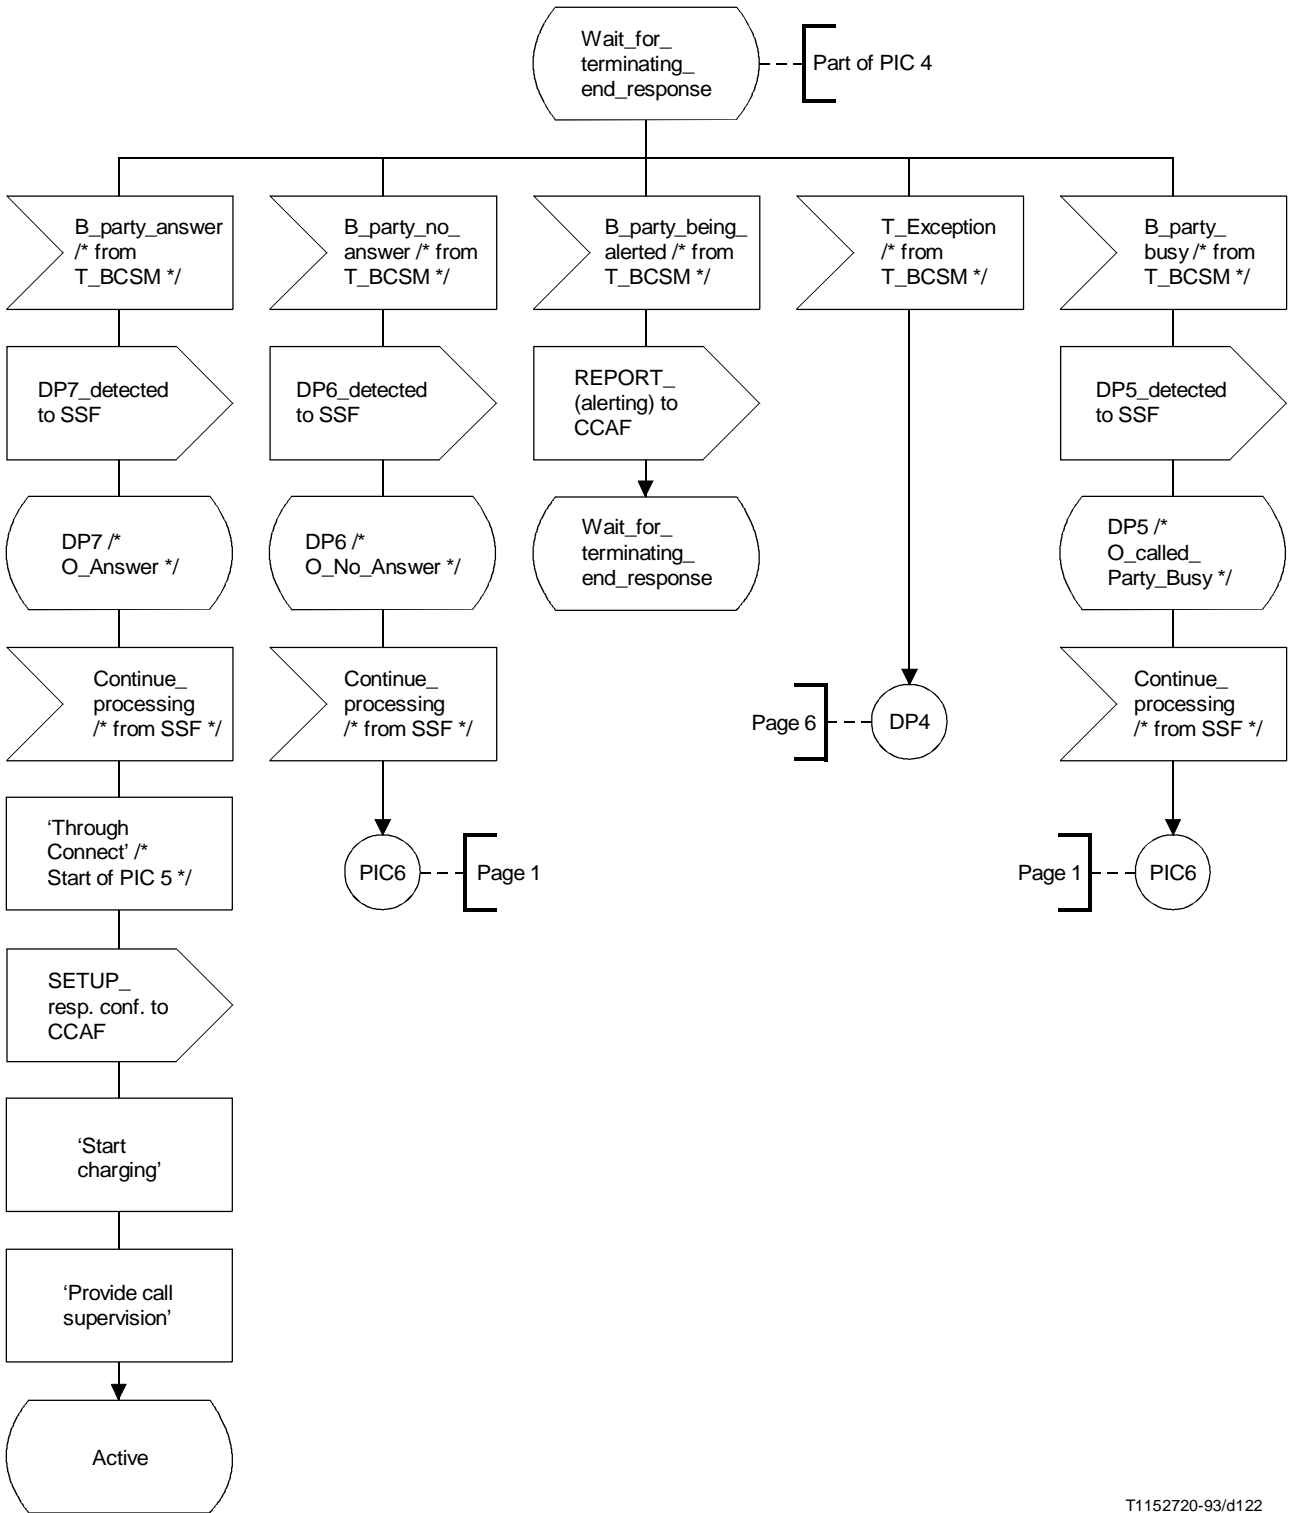 Wait_for_
terminating_
end_response
Part of PIC 4
B_party_answer
/* from
T_BCSM */
B_party_no_
answer /* from
T_BCSM */
B_party_being_
alerted /* from
T_BCSM */
T_Exception
/* from
T_BCSM */
B_party_
busy /* from
T_BCSM */
DP7_detected
to SSF
DP6_detected
to SSF
REPORT_
(alerting) to
CCAF
DP5_detected
to SSF
DP7 /*
O_Answer */
DP6 /*
O_No_Answer */
Wait_for_
terminating_
end_response
DP5 /*
O_called_
Party_Busy */
Continue_
processing
/* from SSF */
Continue_
processing
/* from SSF */
Page 6
DP4
Continue_
processing
/* from SSF */
‘Through
Connect’ /*
Start of PIC 5 */
PIC6
Page 1
Page 1
PIC6
SETUP_
resp. conf. to
CCAF
‘Start
charging’
‘Provide call
supervision’
Active
T1152720-93/d122